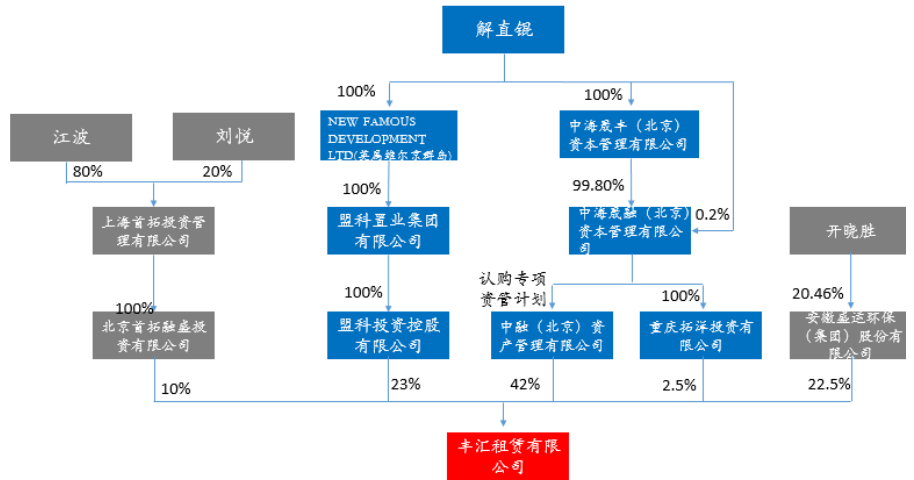 解直锟
100%
100%
江波
刘悦
NEW FAMOUS
DEVELOPMENT
LTD(英属维尔京群岛)
中海晟丰（北京）
资本管理有限公司
80%
20%
100%
99.80%
上海首拓投资管
理有限公司
盟科置业集团
有限公司
中海晟融（北京）
资本管理有限公
司
0.2%
开晓胜
认购专项
资管计划
100%
100%
100%
20.46%
北京首拓融盛投
资有限公司
盟科投资控股
有限公司
中融（北京）资
产管理有限公司
重庆拓洋投资有
限公司
安徽盛运环保
（集团）股份有
限公司
10%
23%
42%
2.5%
22.5%
丰汇租赁有限
公司